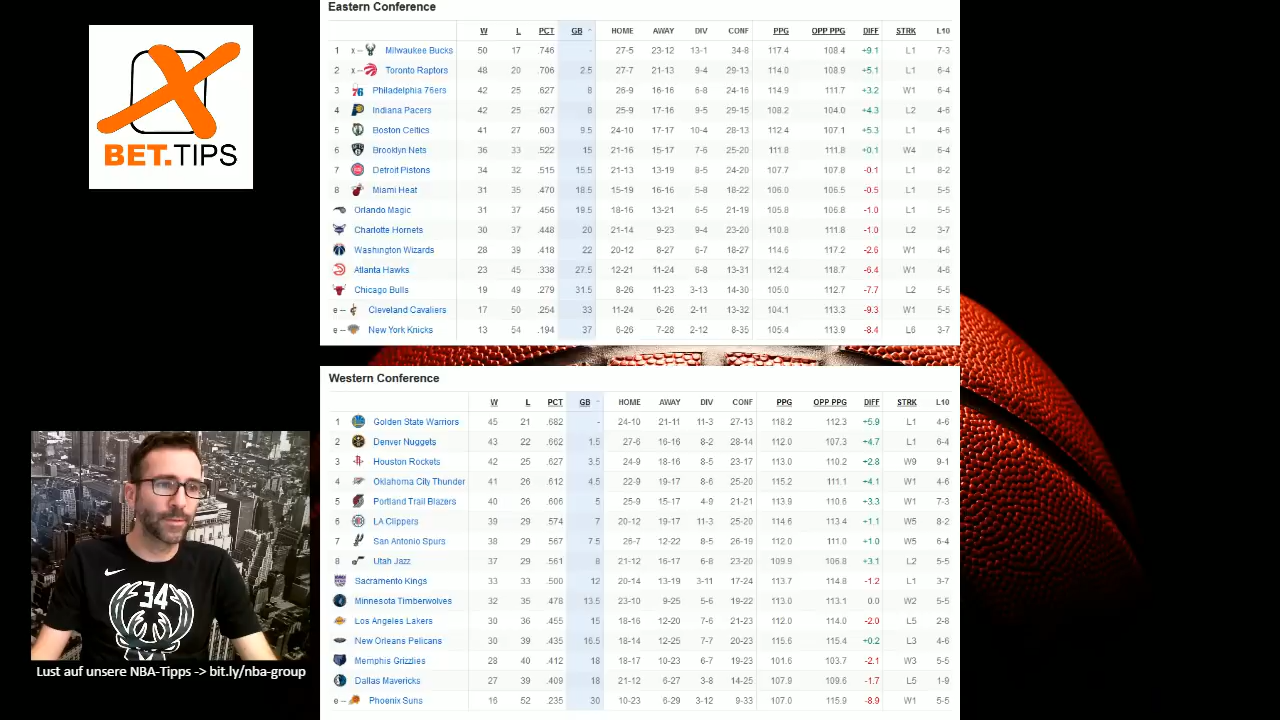 BET.TIPS
Eastern Conference
W L PCT GB HOME AWAY DIV CONF PPG OPP PPG DIFF STRK L10
1 x -- Milwaukee Bucks 50 17 .746 - 27-5 23-12 13-1 34-8 117.4 108.4 +9.1 L1 7-3
2 x -- Toronto Raptors 48 20 .706 2.5 27-7 21-13 9-4 29-13 114.0 108.9 +5.1 L1 6-4
3 Philadelphia 76ers 42 25 .627 8 26-9 16-16 6-8 24-16 114.9 111.7 +3.2 W1 6-4
4 Indiana Pacers 42 25 .627 8 25-9 17-16 9-5 29-15 108.2 104.0 +4.3 L2 4-6
5 Boston Celtics 41 27 .603 9.5 24-10 17-17 10-4 28-13 112.4 107.1 +5.3 L1 4-6
6 Brooklyn Nets 36 33 .522 15 21-16 15-17 7-6 25-20 111.8 111.8 +0.1 W4 6-4
7 Detroit Pistons 34 32 .515 15.5 21-13 13-19 8-5 24-20 107.7 107.8 -0.1 L1 8-2
8 Miami Heat 31 35 .470 18.5 15-19 16-16 5-8 18-22 106.0 106.5 -0.5 L1 5-5
Orlando Magic 31 37 .456 19.5 18-16 13-21 6-5 21-19 105.8 106.8 -1.0 L1 5-5
Charlotte Hornets 30 37 .448 20 21-14 9-23 9-4 23-20 110.8 111.8 -1.0 L2 3-7
Washington Wizards 28 39 .418 22 20-12 8-27 6-7 18-27 114.6 117.2 -2.6 W1 4-6
Atlanta Hawks 23 45 .338 27.5 12-21 11-24 6-8 13-31 112.4 118.7 -6.4 W1 4-6
Chicago Bulls 19 49 .279 31.5 8-26 11-23 3-13 14-30 105.0 112.7 -7.7 L2 5-5
e -- Cleveland Cavaliers 17 50 .254 33 11-24 6-26 2-11 13-32 104.1 113.3 -9.3 W1 5-5
e -- New York Knicks 13 54 .194 37 6-26 7-28 2-12 8-35 105.4 113.9 -8.4 L6 3-7
Western Conference
W L PCT GB HOME AWAY DIV CONF PPG OPP PPG DIFF STRK L10
1 Golden State Warriors 45 21 .682 - 24-10 21-11 11-3 27-13 118.2 112.3 +5.9 L1 4-6
2 Denver Nuggets 43 22 .662 1.5 27-6 16-16 8-2 28-14 112.0 107.3 +4.7 L1 6-4
3 Houston Rockets 42 25 .627 3.5 24-9 18-16 8-5 23-17 113.0 110.2 +2.8 W9 9-1
4 Oklahoma City Thunder 41 26 .612 4.5 22-9 19-17 8-6 25-20 115.2 111.1 +4.1 W1 4-6
5 Portland Trail Blazers 40 26 .606 5 25-9 15-17 4-9 21-21 113.9 110.6 +3.3 W1 7-3
6 LA Clippers 39 29 .574 7 20-12 19-17 11-3 25-20 114.6 113.4 +1.1 W5 8-2
7 San Antonio Spurs 38 29 .567 7.5 26-7 12-22 8-5 26-19 112.0 111.0 +1.0 W5 6-4
8 Utah Jazz 37 29 .561 8 21-12 16-17 6-8 23-20 109.9 106.8 +3.1 L2 5-5
Sacramento Kings 33 33 .500 12 20-14 13-19 3-11 17-24 113.7 114.8 -1.2 L1 3-7
Minnesota Timberwolves 32 35 .478 13.5 23-10 9-25 5-6 19-22 113.0 113.1 0.0 W2 5-5
Los Angeles Lakers 30 36 .455 15 18-16 12-20 7-6 21-23 112.0 114.0 -2.0 L5 2-8
New Orleans Pelicans 30 39 .435 16.5 18-14 12-25 7-7 20-23 115.6 115.4 +0.2 L3 4-6
Memphis Grizzlies 28 40 .412 18 18-17 10-23 6-7 19-23 101.6 103.7 -2.1 W3 5-5
Dallas Mavericks 27 39 .409 18 21-12 6-27 3-8 14-25 107.9 109.6 -1.7 L5 1-9
e -- Phoenix Suns 16 52 .235 30 10-23 6-29 3-12 9-33 107.0 115.9 -8.9 W1 5-5
34
Lust auf unsere NBA-Tipps -> bit.ly/nba-group